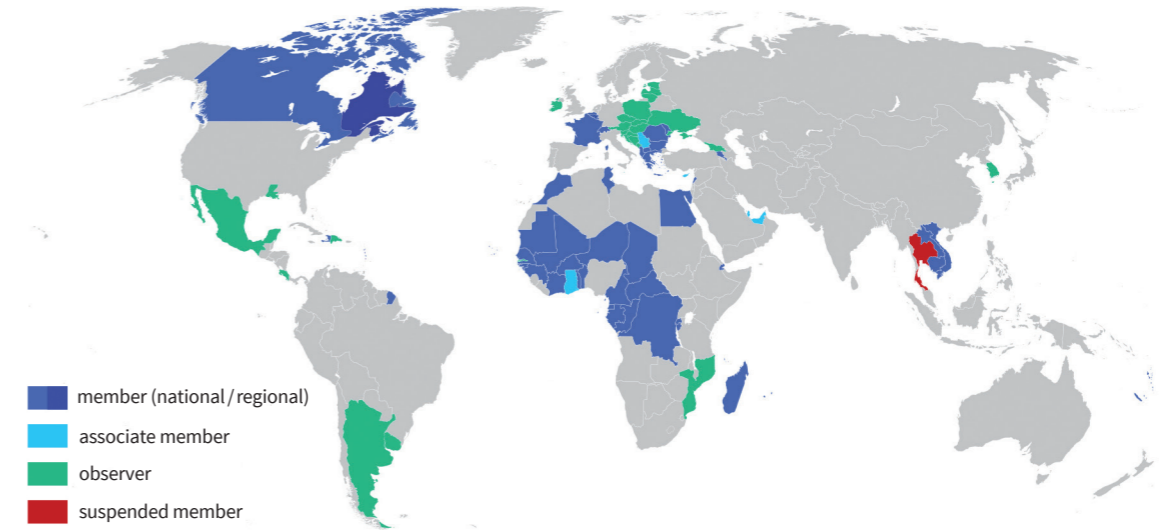 member (national / regional)
associate member
observer
suspended member